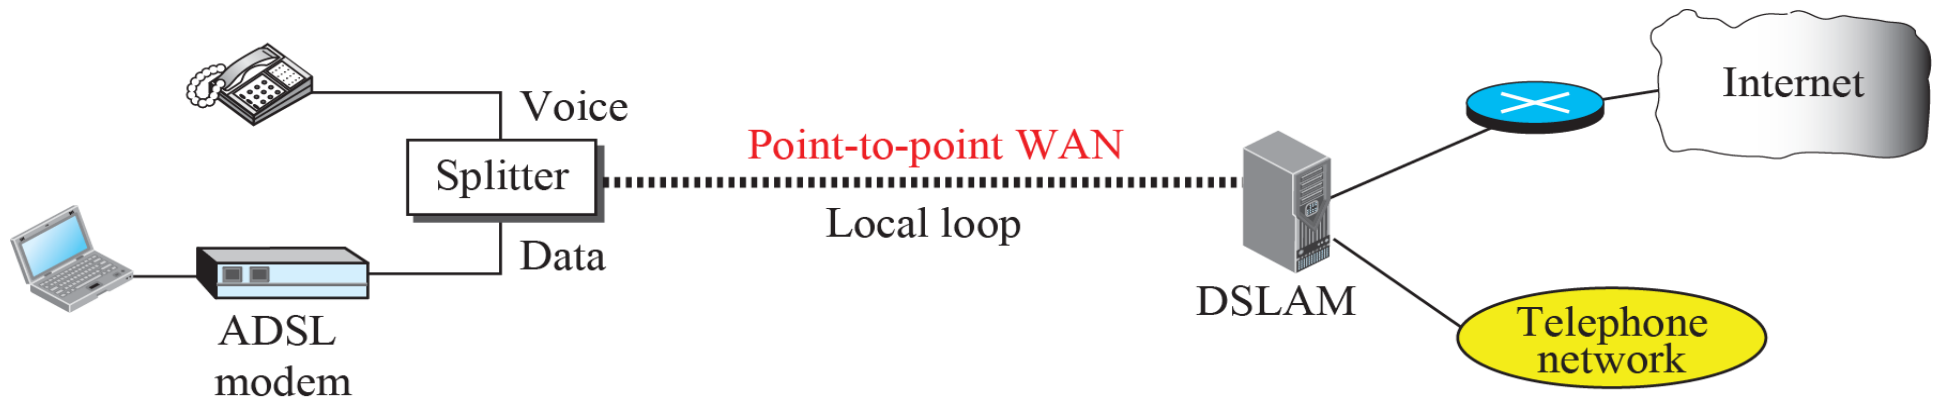 Voice
Splitter
Data
ADSL
modem
Point-to-point WAN
Local loop
DSLAM
Internet
Telephone
network